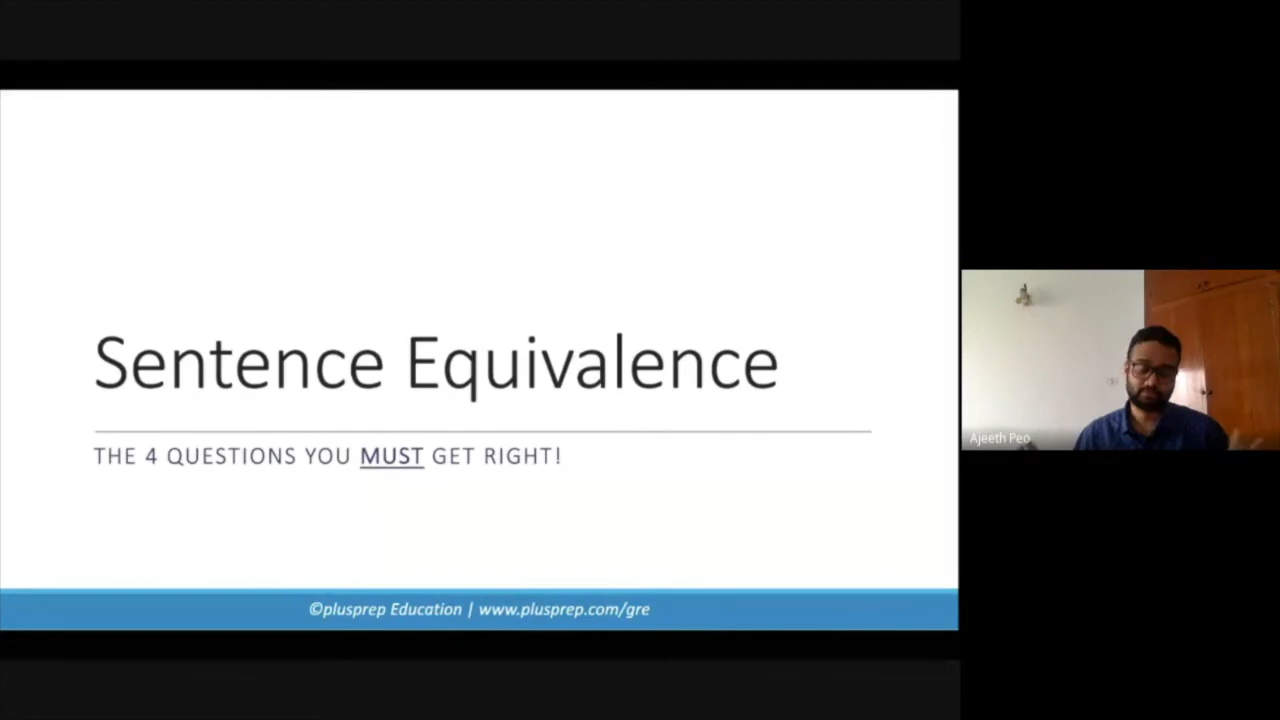 Sentence Equivalence
THE 4 QUESTIONS YOU MUST GET RIGHT!
©plusprep Education | www.plusprep.com/gre
Ajeeth Peo